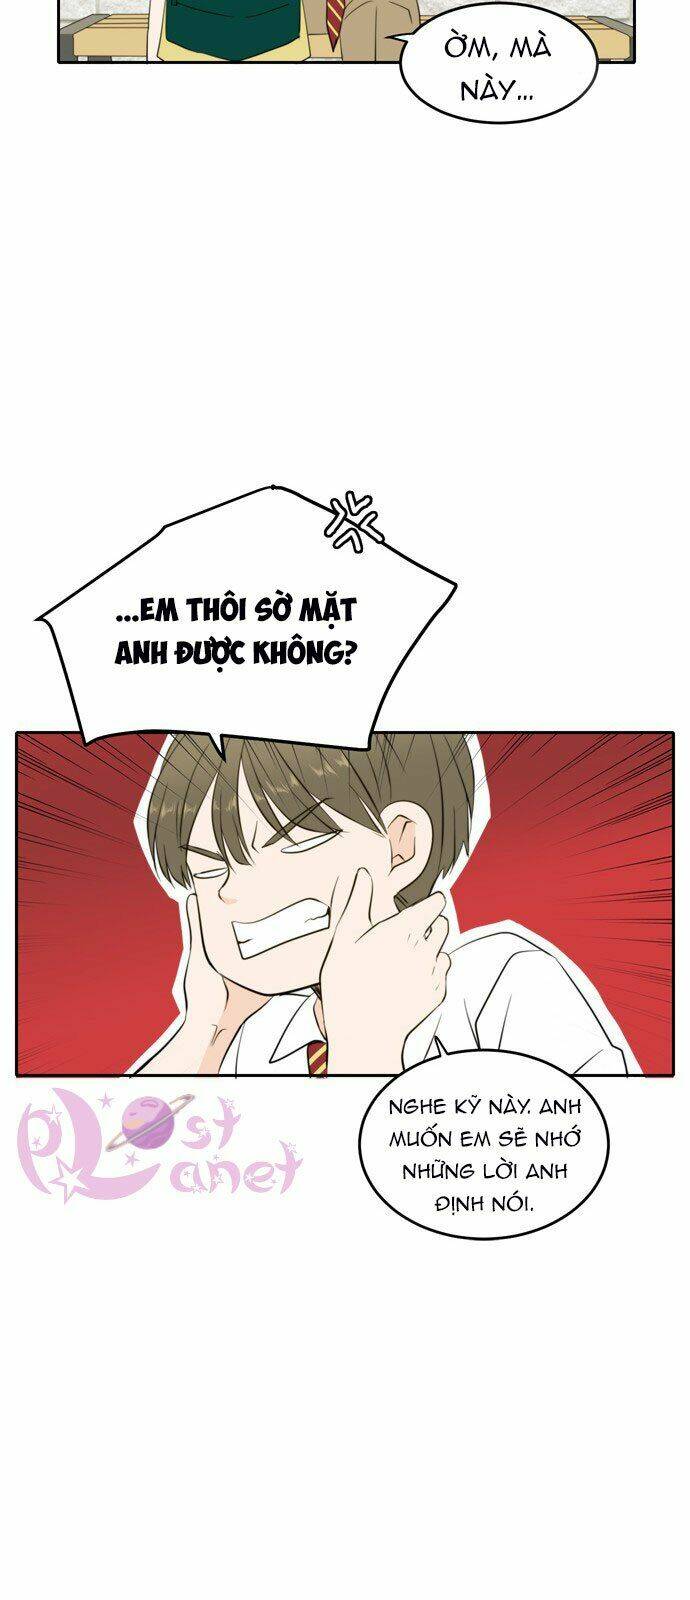 ỜM, MÀ
NÀY...
...EM THÔI SỜ MẶT
ANH ĐƯỢC KHÔNG?
NGHE KỸ NÀY. ANH
MUỐN EM SẼ NHỚ
NHỮNG LỜI ANH
ĐỊNH NÓI.
Lost
Planet